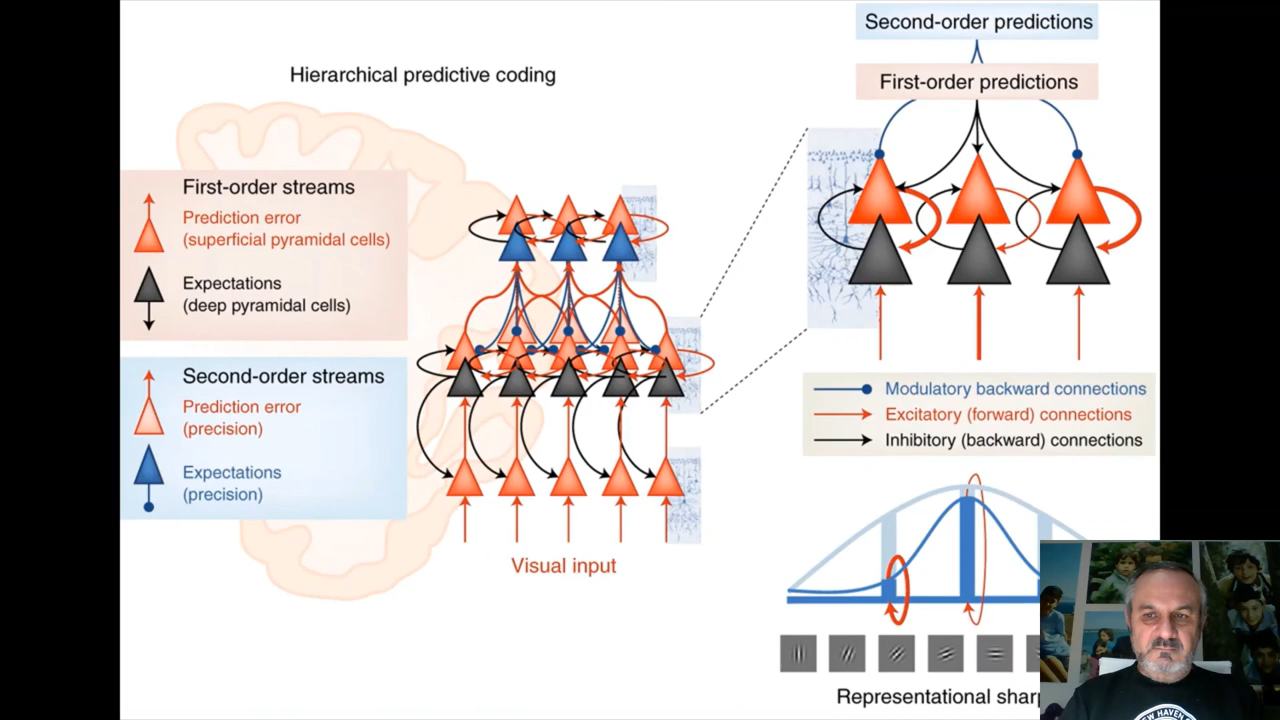 Hierarchical predictive coding
First-order streams
Prediction error
(superficial pyramidal cells)
Expectations
(deep pyramidal cells)
Second-order streams
Prediction error
(precision)
Expectations
(precision)
Visual input
Second-order predictions
First-order predictions
Modulatory backward connections
Excitatory (forward) connections
Inhibitory (backward) connections
Representational
HAVEN